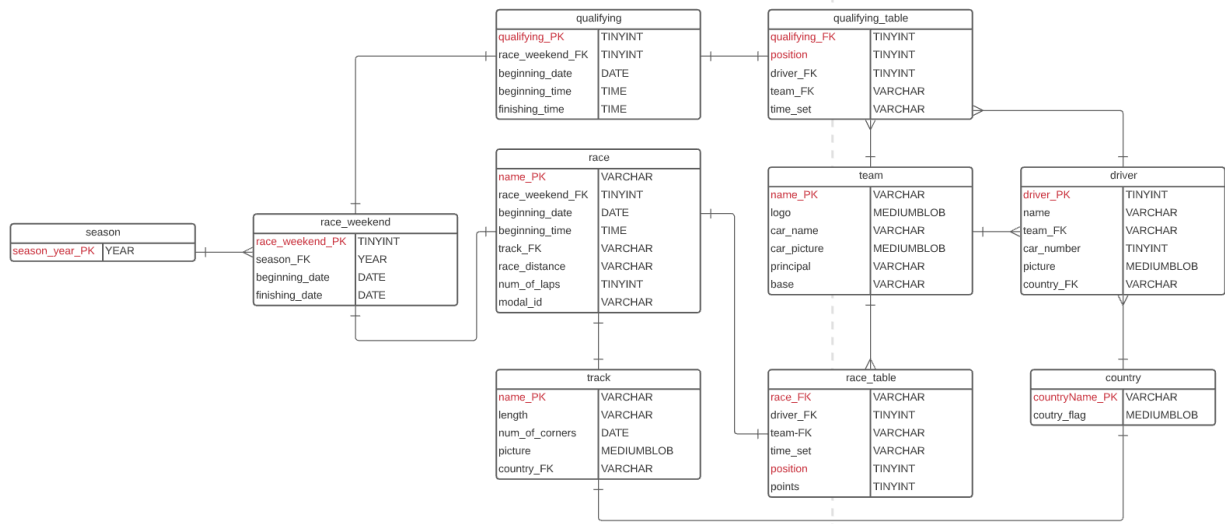 qualifying
qualifying_PK TINYINT
race_weekend_FK TINYINT
beginning_date DATE
beginning_time TIME
finishing_time TIME
qualifying_table
qualifying_FK TINYINT
position TINYINT
driver_FK TINYINT
team_FK VARCHAR
time_set VARCHAR
race
name_PK VARCHAR
race_weekend_FK TINYINT
beginning_date DATE
beginning_time TIME
track_FK VARCHAR
race_distance VARCHAR
num_of_laps TINYINT
modal_id VARCHAR
team
name_PK VARCHAR
logo MEDIUMBLOB
car_name VARCHAR
car_picture MEDIUMBLOB
principal VARCHAR
base VARCHAR
driver
driver_PK TINYINT
name VARCHAR
team_FK VARCHAR
car_number TINYINT
picture MEDIUMBLOB
country_FK VARCHAR
season
season_year_PK YEAR
race_weekend
race_weekend_PK TINYINT
season_FK YEAR
beginning_date DATE
finishing_date DATE
track
name_PK VARCHAR
length VARCHAR
num_of_corners DATE
picture MEDIUMBLOB
country_FK VARCHAR
race_table
race_FK VARCHAR
driver_FK TINYINT
team-FK VARCHAR
time_set VARCHAR
position TINYINT
points TINYINT
country
countryName_PK VARCHAR
coutry_flag MEDIUMBLOB